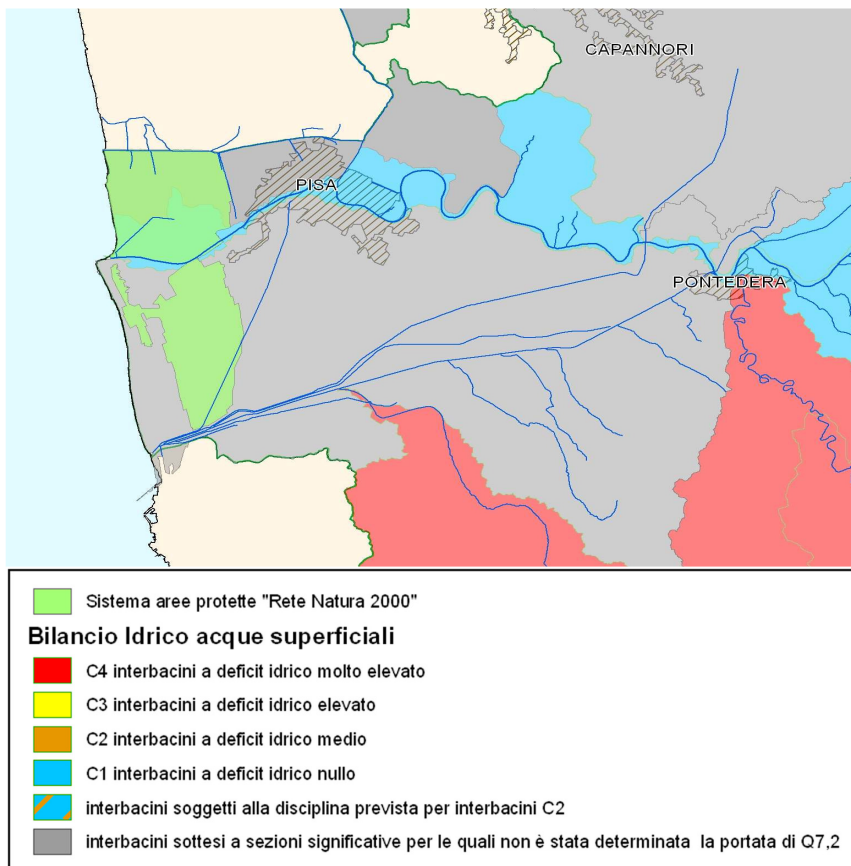 CAPANNORI
PISA
PONTEDERA
Sistema aree protette "Rete Natura 2000"
Bilancio Idrico acque superficiali
C4 interbacini a deficit idrico molto elevato
C3 interbacini a deficit idrico elevato
C2 interbacini a deficit idrico medio
C1 interbacini a deficit idrico nullo
interbacini soggetti alla disciplina prevista per interbacini C2
interbacini sottesi a sezioni significative per le quali non è stata determinata la portata di Q7,2